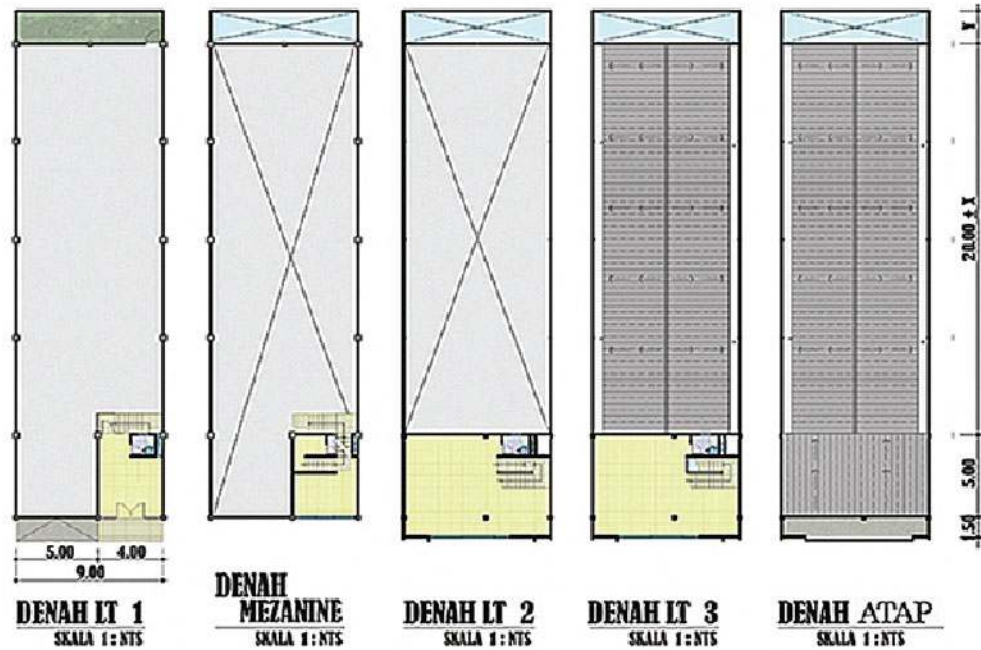 Y
20.00 ± X
5.00
1.50
5.00
4.00
9.00
DENAH LT 1
SKALA 1 : NTS
DENAH
MEZANINE
SKALA 1 : NTS
DENAH LT 2
SKALA 1 : NTS
DENAH LT 3
SKALA 1 : NTS
DENAH ATAP
SKALA 1 : NTS